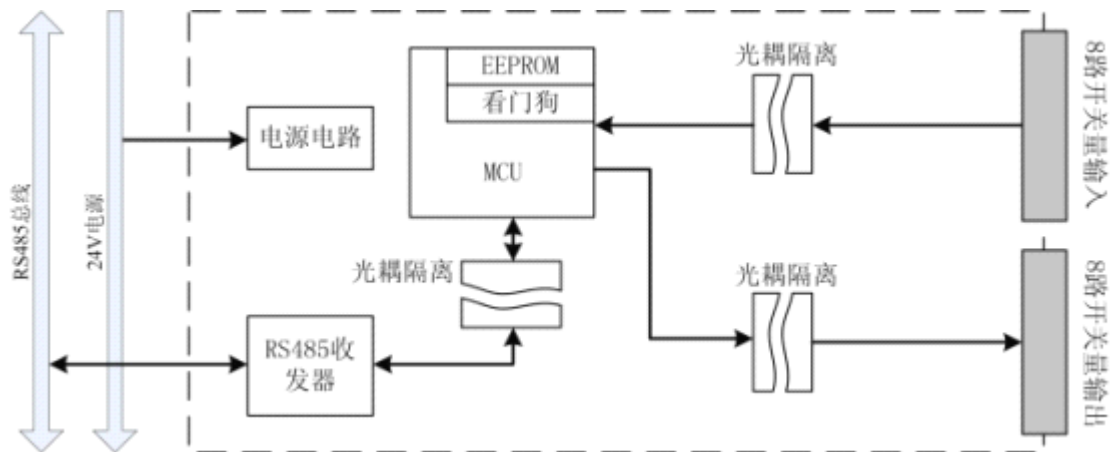 RS485总线
24V电源
电源电路
EEPROM
看门狗
MCU
光耦隔离
RS485收
发器
光耦隔离
8路开关量输入
光耦隔离
8路开关量输出